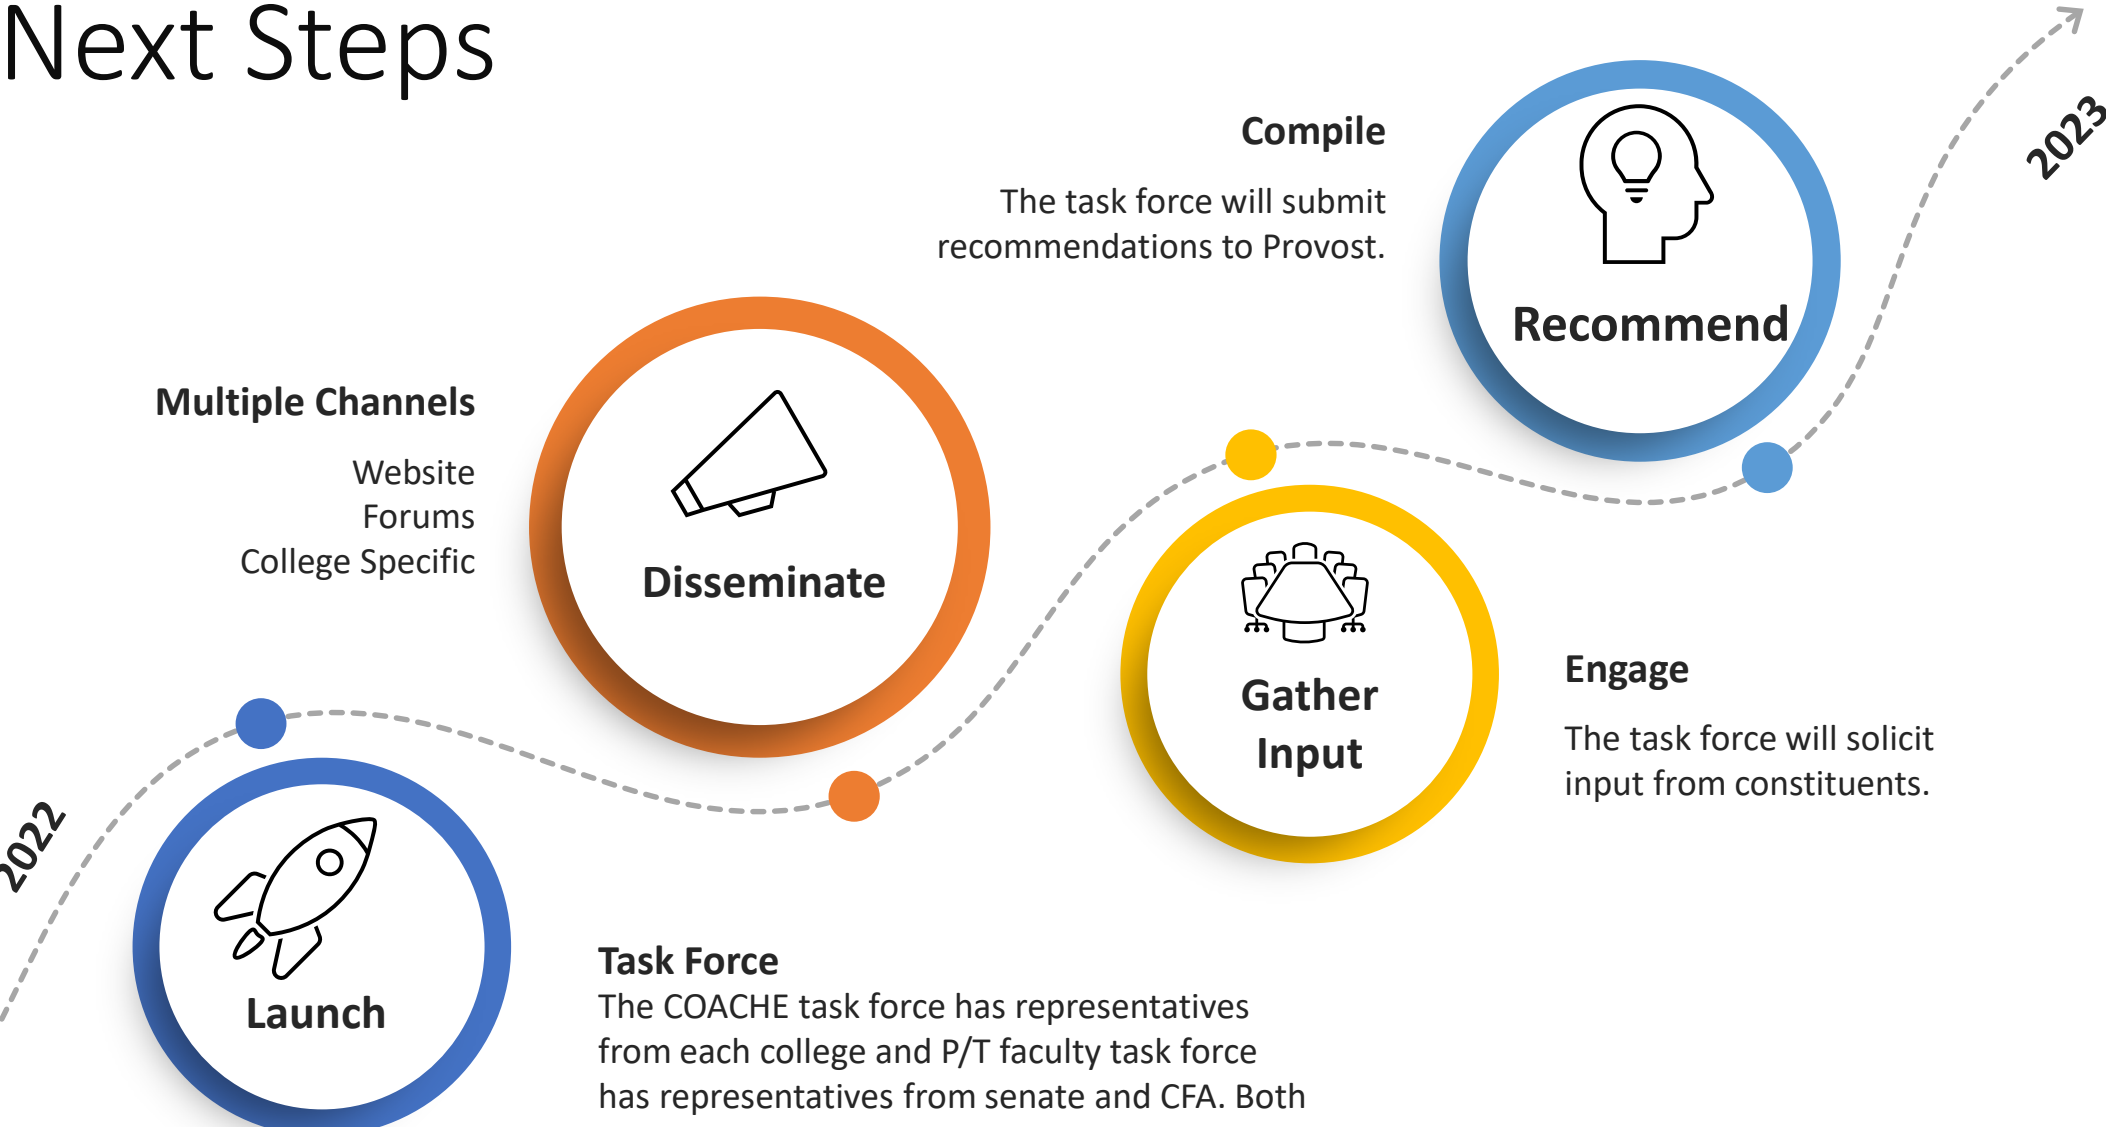 Next Steps
2022
Launch
Task Force
The COACHE task force has representatives
from each college and P/T faculty task force
has representatives from senate and CFA. Both
Multiple Channels
Website
Forums
College Specific
Disseminate
Gather
Input
Engage
The task force will solicit
input from constituents.
Compile
The task force will submit
recommendations to Provost.
Recommend
2023